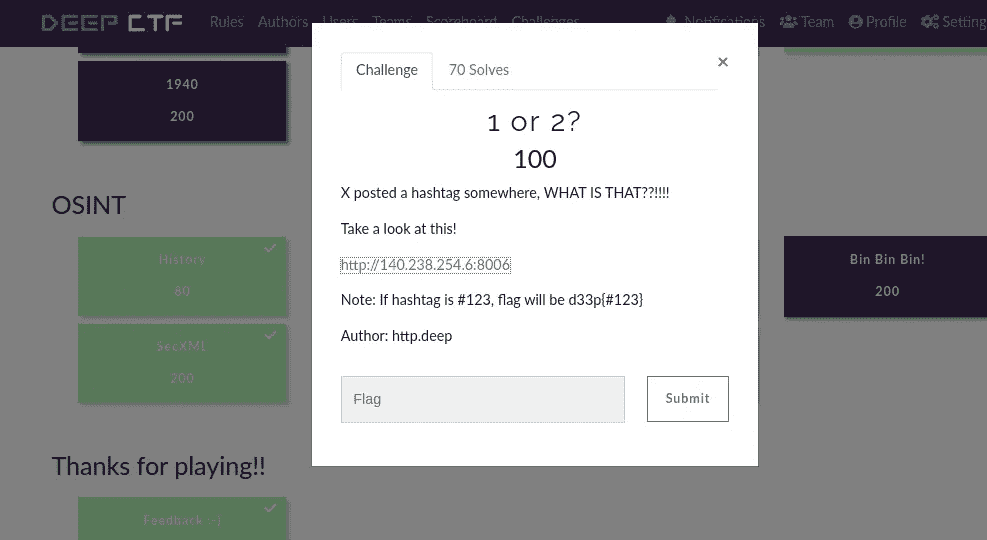 DEEP CTF Rules Authors Users Teams Scoreboard Challenges Notifications Team Profile Setting
1940
200
OSINT
History
80
SecXML
200
Bin Bin Bin!
200
Thanks for playing!!
Feedback :-)
Challenge
70 Solves
×
1 or 2?
100
X posted a hashtag somewhere, WHAT IS THAT??!!!!
Take a look at this!
http://140.238.254.6:8006
Note: If hashtag is #123, flag will be d33p{#123}
Author: http.deep
Flag
Submit